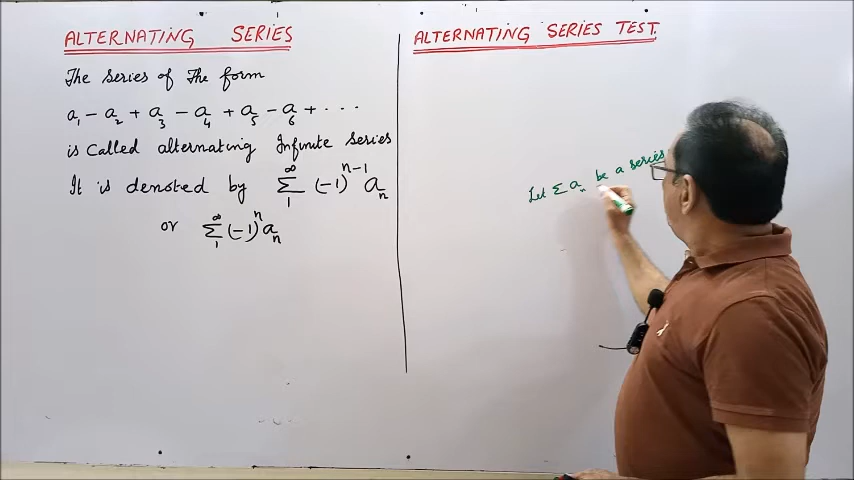 ALTERNATING SERIES
The series of the form
a₁ - a₂ + a₃ - a₄ + a₅ - a₆ + ...
is called alternating Infinite series
It is denoted by ∑₁^∞ (-1)^(n-1) aₙ
or ∑₁^∞ (-1)^n aₙ
ALTERNATING SERIES TEST.
Let ∑ aₙ be a series